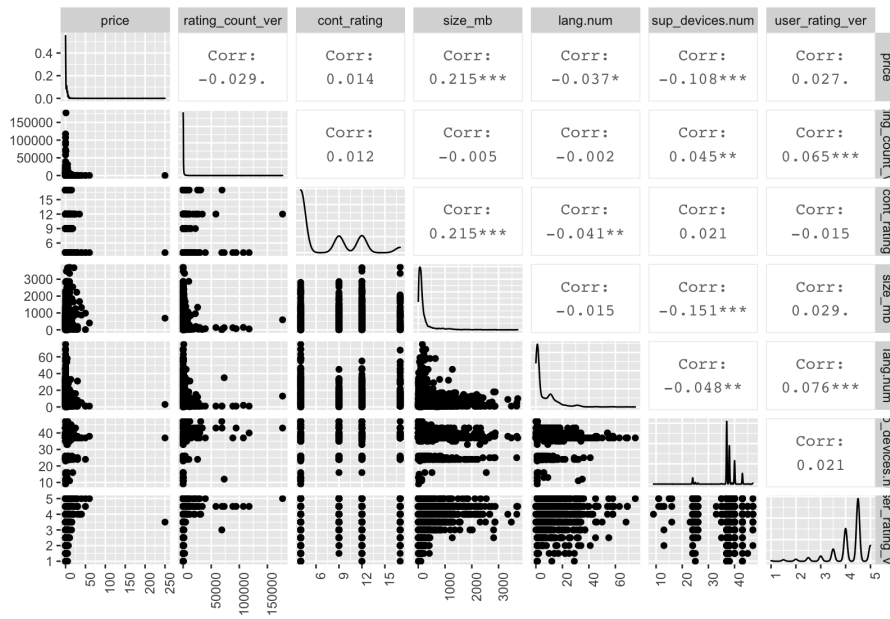 price rating_count_ver cont_rating size_mb lang.num sup_devices.num user_rating_ver
0.4
0.2
0.0
Corr:
-0.029.
Corr:
0.014
Corr:
0.215***
Corr:
-0.037*
Corr:
-0.108***
Corr:
0.027.
price
150000
100000
50000
0
Corr:
0.012
Corr:
-0.005
Corr:
-0.002
Corr:
0.045**
Corr:
0.065***
ing_count_v
15
12
9
6
Corr:
0.215***
Corr:
-0.041**
Corr:
0.021
Corr:
-0.015
cont_rating
3000
2000
1000
0
Corr:
-0.015
Corr:
-0.151***
Corr:
0.029.
size_mb
60
40
20
0
Corr:
-0.048**
Corr:
0.076***
lang.num
40
30
20
10
Corr:
0.021
o_devices.n
5
4
3
2
1
er_rating_v
0 50 100 150 200 250
0 50000 100000 150000
6 9 12 15
0 1000 2000 3000
0 20 40 60
10 20 30 40
1 2 3 4 5